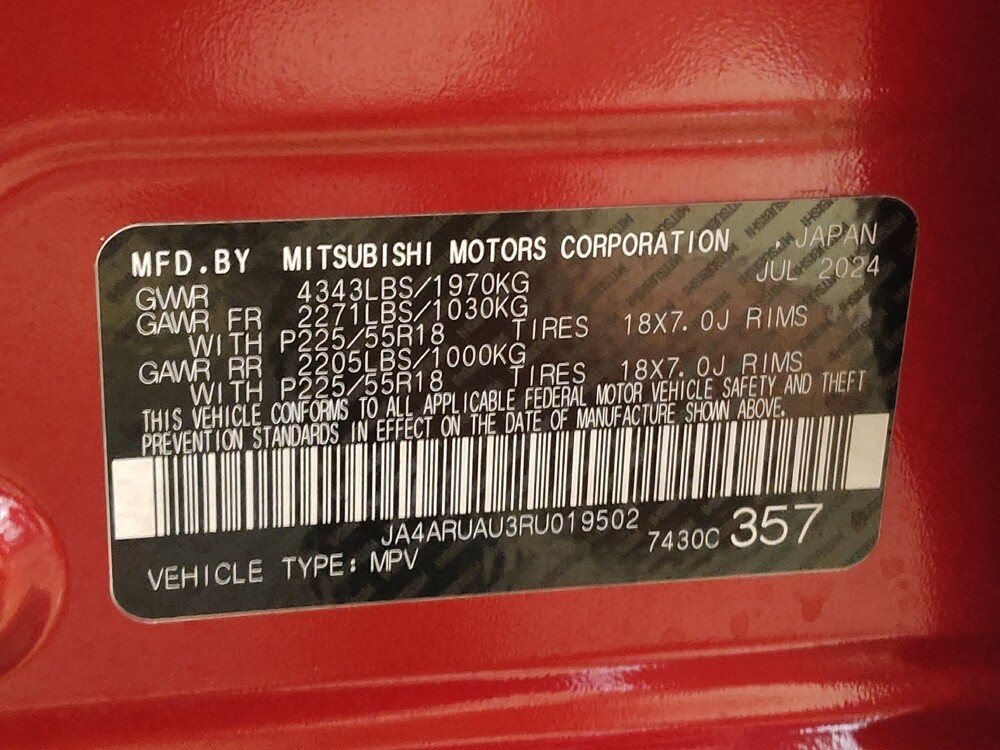 MFD.BY MITSUBISHI MOTORS CORPORATION . JAPAN
JUL 2024
GVWR 4343LBS/1970KG
GAWR FR 2271LBS/1030KG
WITH P225/55R18 TIRES 18X7.0J RIMS
GAWR RR 2205LBS/1000KG
WITH P225/55R18 TIRES 18X7.0J RIMS
THIS VEHICLE CONFORMS TO ALL APPLICABLE FEDERAL MOTOR VEHICLE SAFETY AND THEFT
PREVENTION STANDARDS IN EFFECT ON THE DATE OF MANUFACTURE SHOWN ABOVE.
JA4ARUAU3RU019502
7430C 357
VEHICLE TYPE: MPV